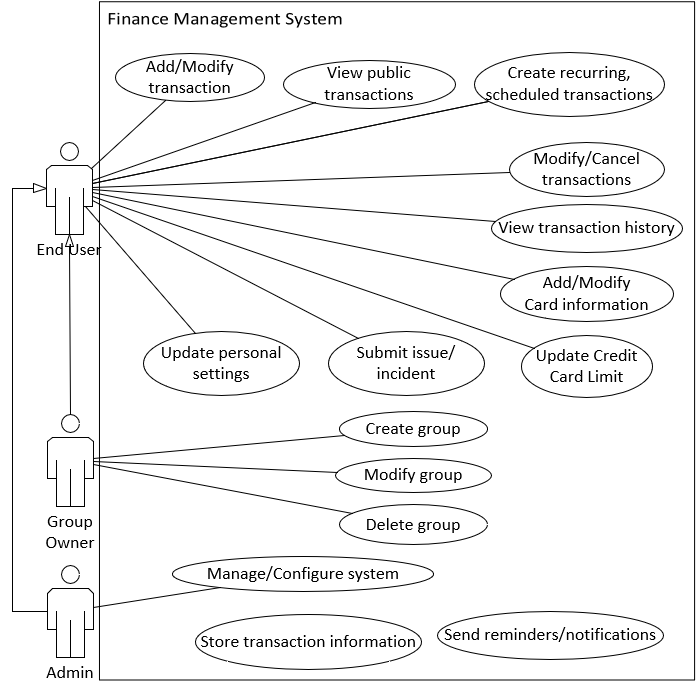 Finance Management System
Add/Modify
transaction
View public
transactions
Create recurring,
scheduled transactions
Modify/Cancel
transactions
View transaction history
End User
Add/Modify
Card information
Update personal
settings
Submit issue/
incident
Update Credit
Card Limit
Create group
Modify group
Delete group
Group
Owner
Manage/Configure system
Store transaction information
Send reminders/notifications
Admin